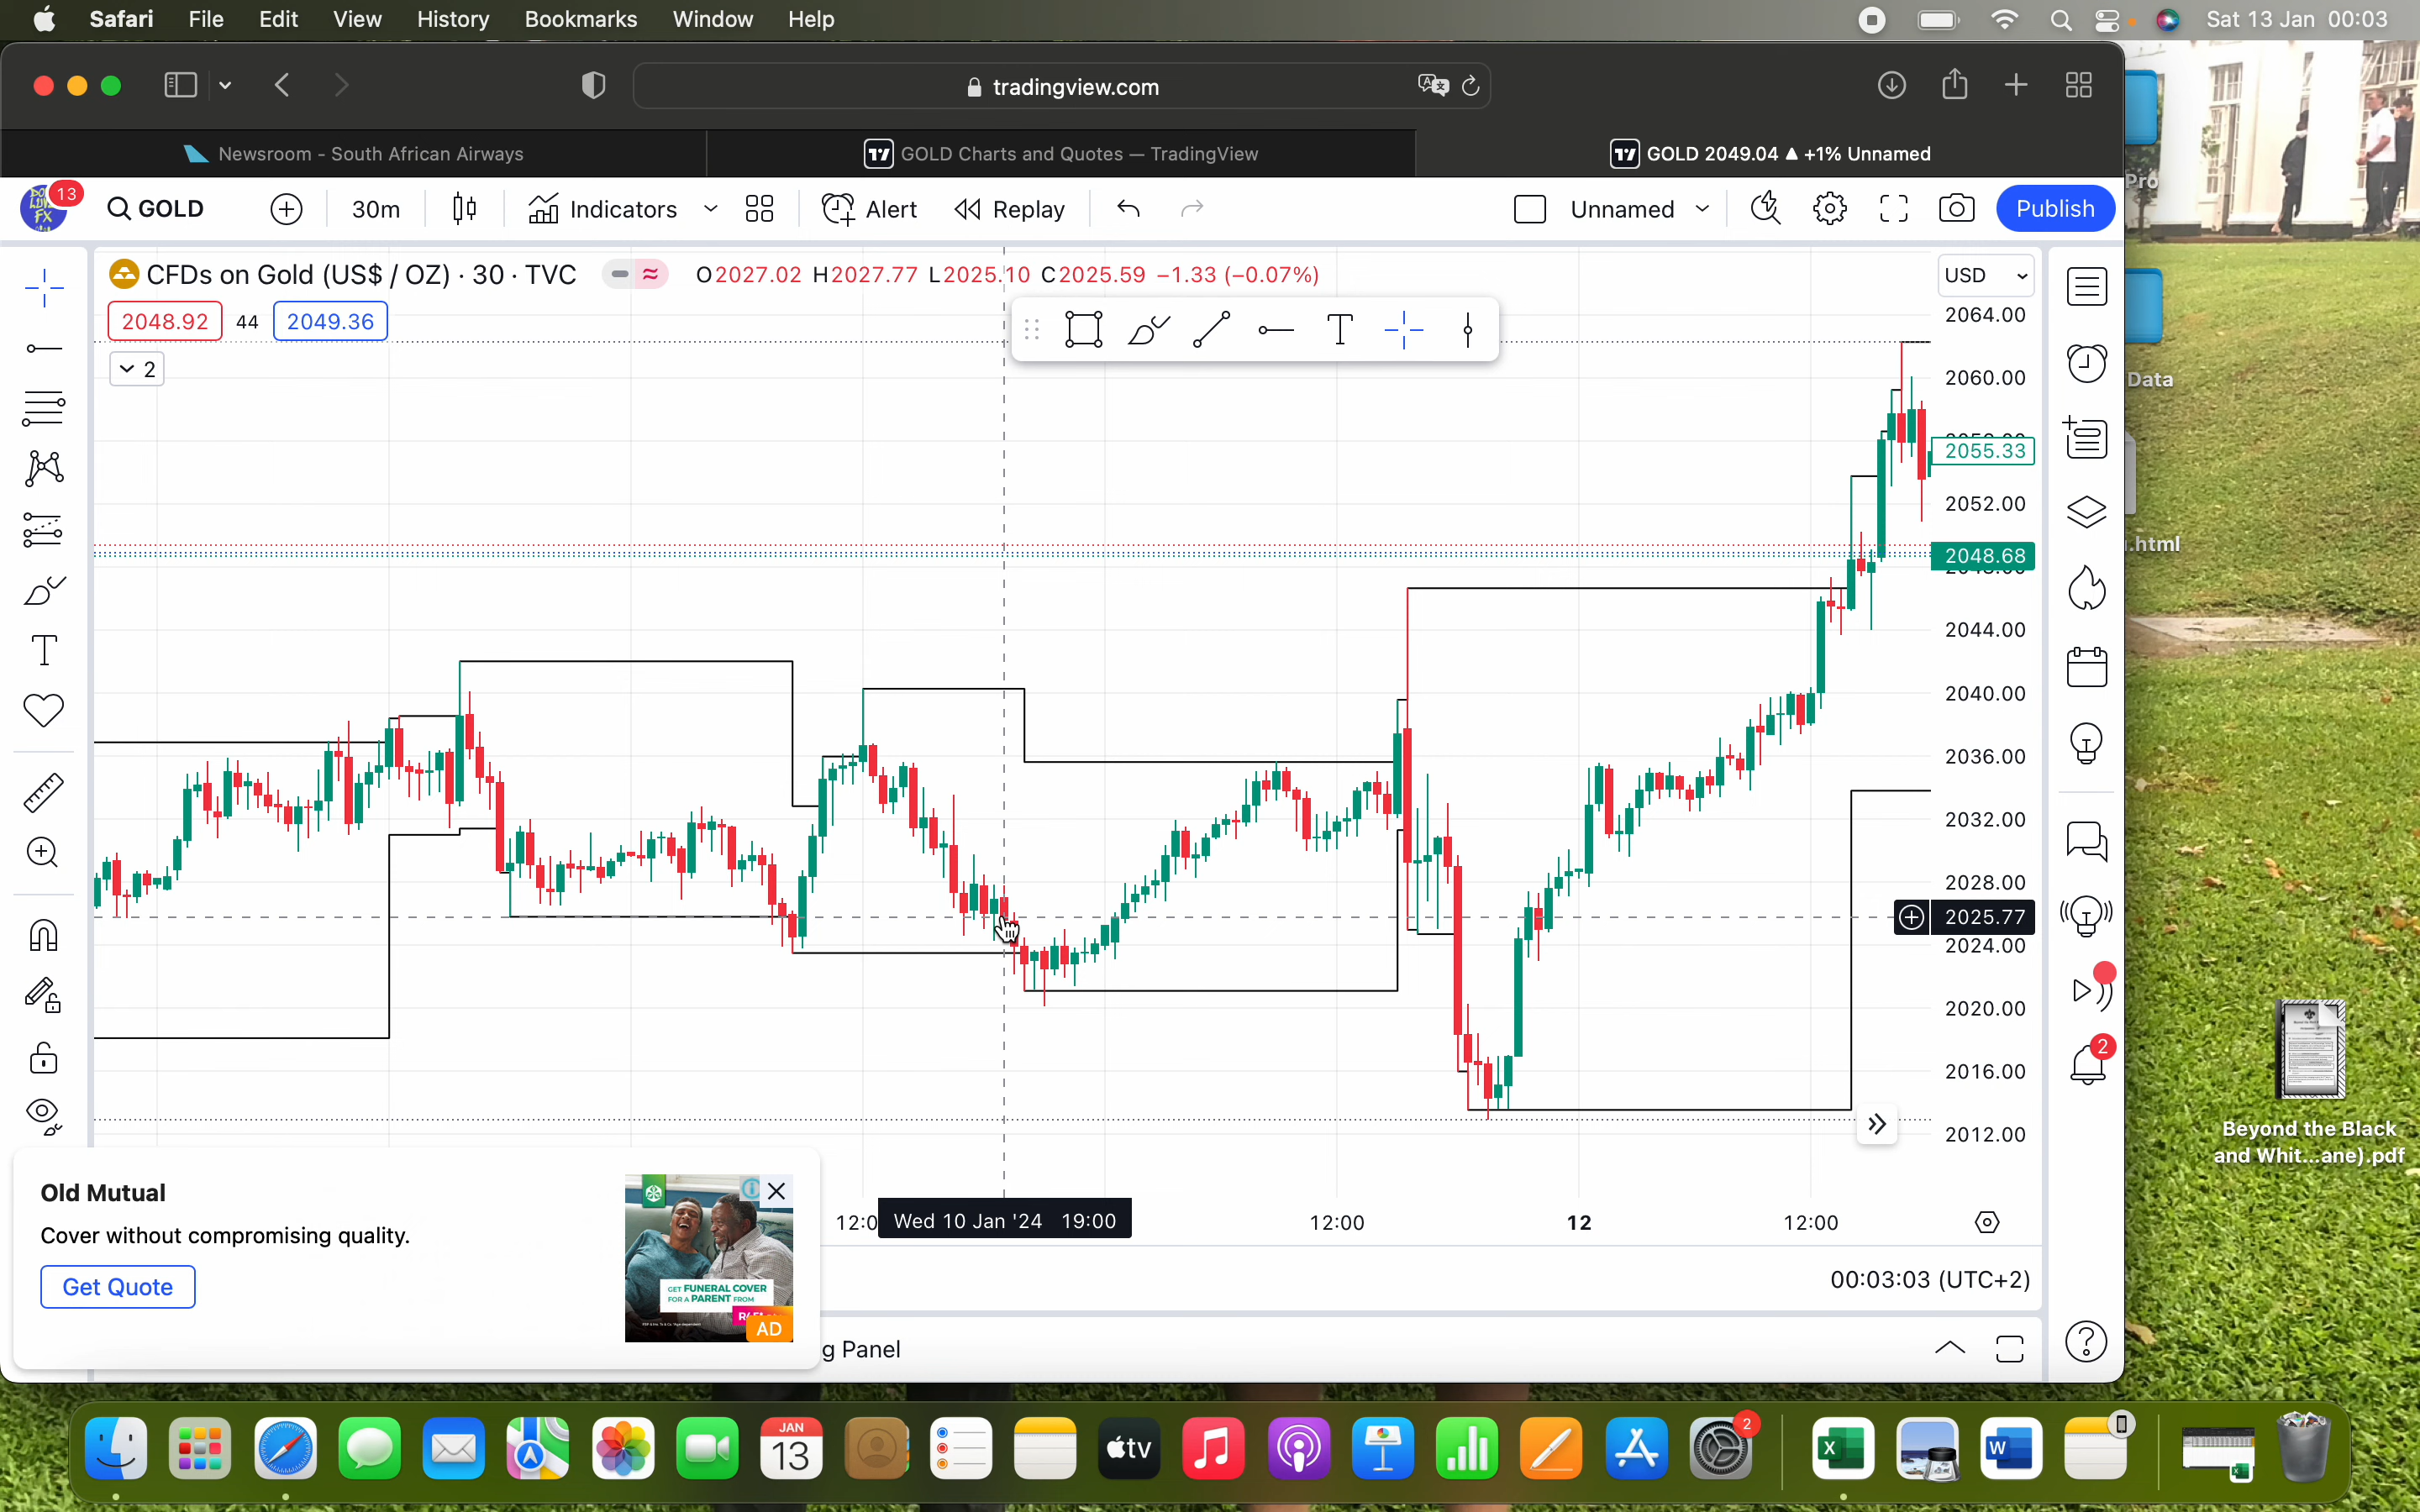 Safari File Edit View History Bookmarks Window Help Sat 13 Jan 00:03
tradingview.com
Newsroom - South African Airways
GOLD Charts and Quotes — TradingView
GOLD 2049.04 ▲ +1% Unnamed
Pro
13
GOLD 30m Indicators Alert Replay Unnamed Publish
CFDs on Gold (US$ / OZ) · 30 · TVC O2027.02 H2027.77 L2025.10 C2025.59 −1.33 (−0.07%)
USD
2048.92 44 2049.36
2
2064.00
2060.00
2055.33
2052.00
2048.68
2044.00
2040.00
2036.00
2032.00
2028.00
2025.77
2024.00
2020.00
2016.00
2012.00
Data
.html
2
Beyond the Black
and Whit...ane).pdf
12:0
Wed 10 Jan '24 19:00
12:00
12
12:00
00:03:03 (UTC+2)
g Panel
Old Mutual
Cover without compromising quality.
Get Quote
GET FUNERAL COVER
FOR A PARENT FROM
AD
JAN
13
tv
2